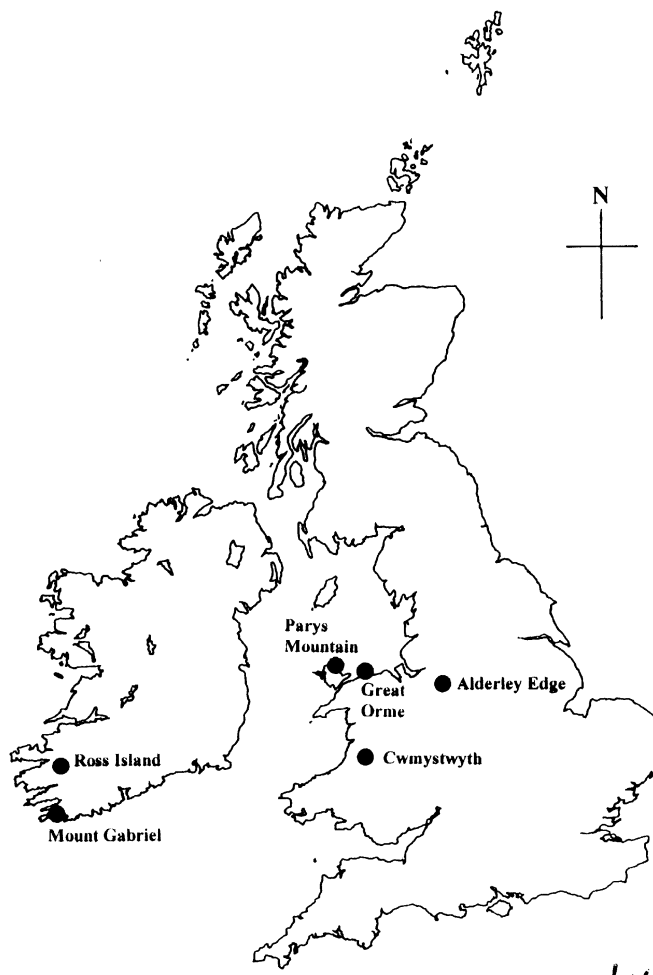 N
Parys
Mountain
Great
Orme
Alderley Edge
Ross Island
Cwmystwyth
Mount Gabriel